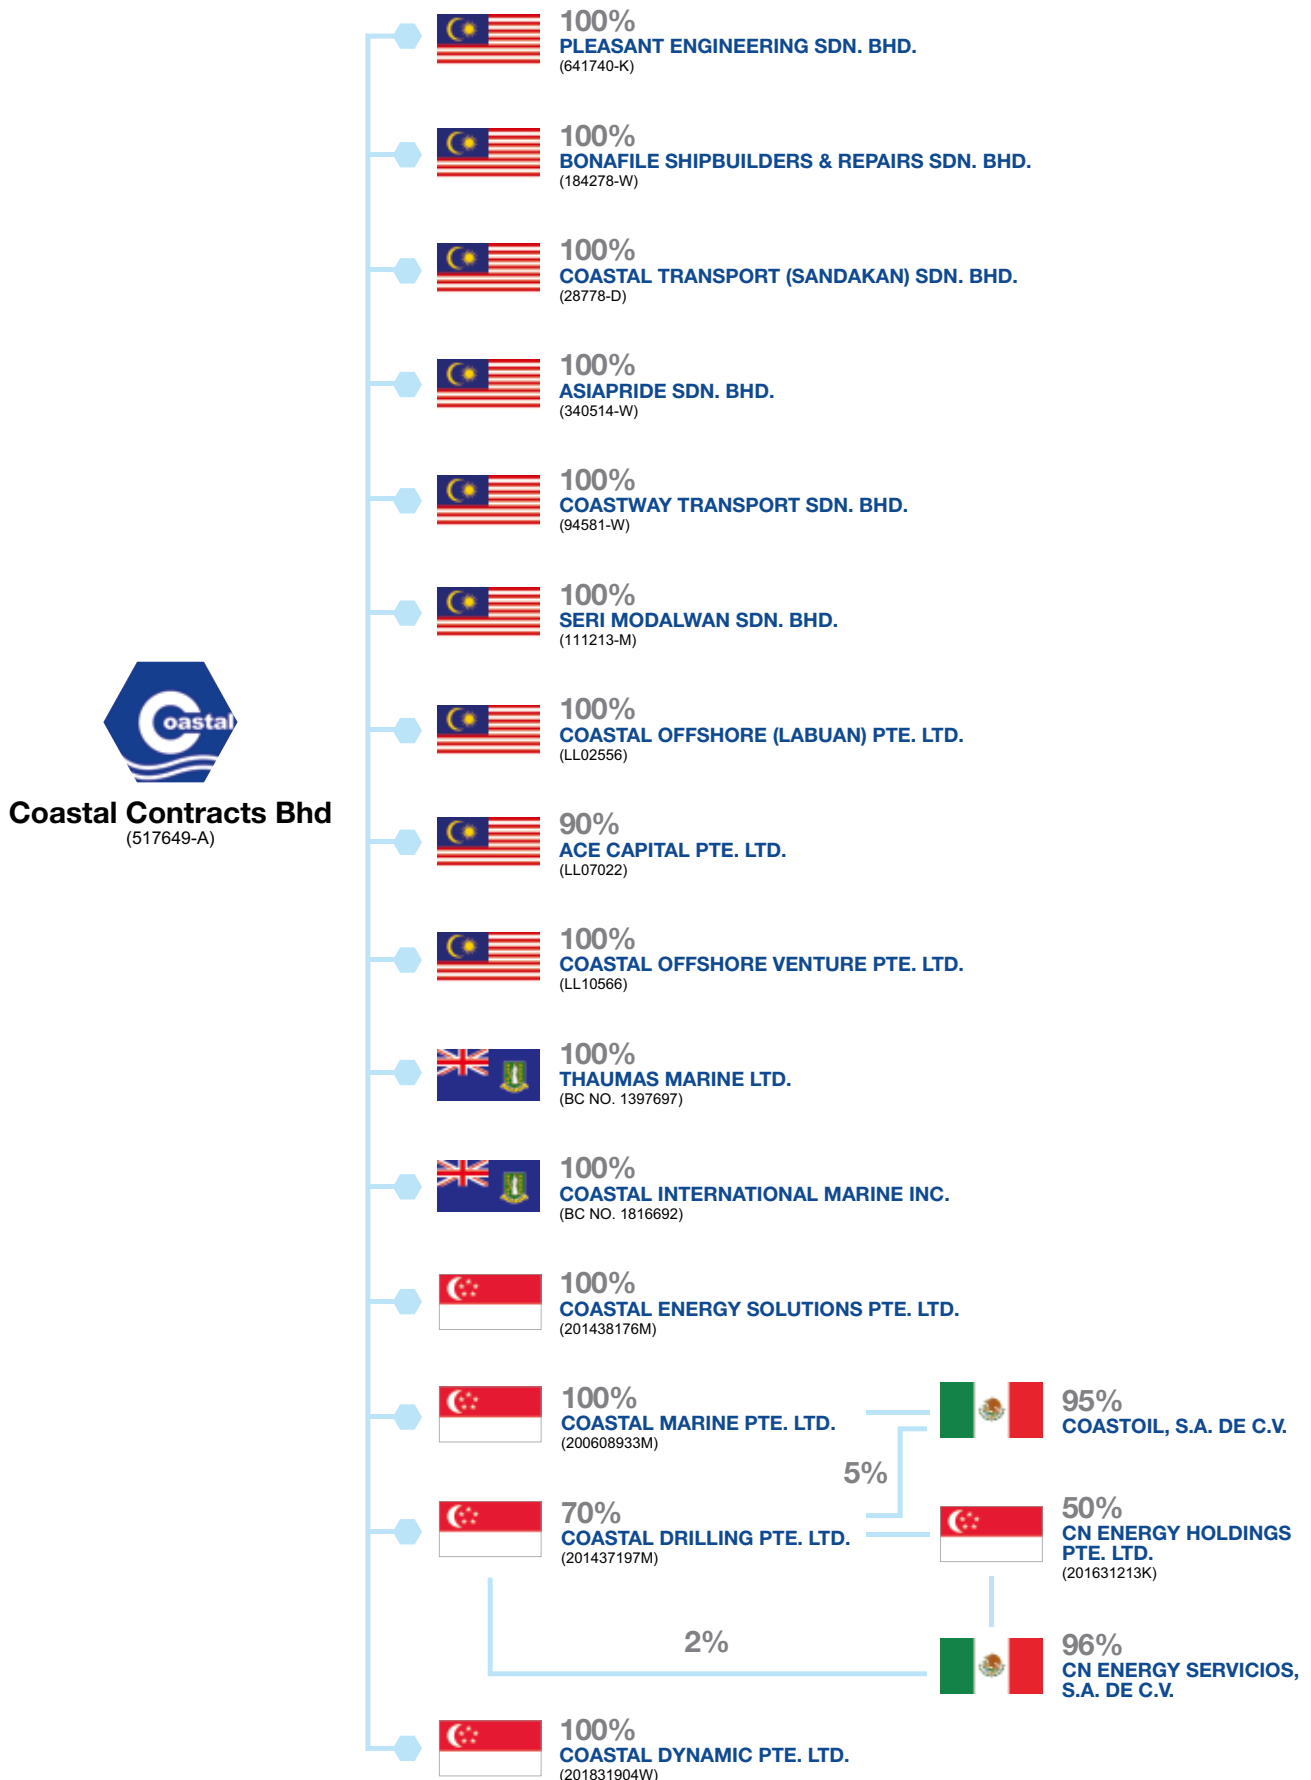 100%
PLEASANT ENGINEERING SDN. BHD.
(641740-K)
100%
BONAFILE SHIPBUILDERS & REPAIRS SDN. BHD.
(184278-W)
100%
COASTAL TRANSPORT (SANDAKAN) SDN. BHD.
(28778-D)
100%
ASIAPRIDE SDN. BHD.
(340514-W)
100%
COASTWAY TRANSPORT SDN. BHD.
(94581-W)
100%
SERI MODALWAN SDN. BHD.
(111213-M)
Coastal
Coastal Contracts Bhd
(517649-A)
100%
COASTAL OFFSHORE (LABUAN) PTE. LTD.
(LL02556)
90%
ACE CAPITAL PTE. LTD.
(LL07022)
100%
COASTAL OFFSHORE VENTURE PTE. LTD.
(LL10566)
100%
THAUMAS MARINE LTD.
(BC NO. 1397697)
100%
COASTAL INTERNATIONAL MARINE INC.
(BC NO. 1816692)
100%
COASTAL ENERGY SOLUTIONS PTE. LTD.
(201438176M)
100%
COASTAL MARINE PTE. LTD.
(200608933M)
95%
COASTOIL, S.A. DE C.V.
5%
70%
COASTAL DRILLING PTE. LTD.
(201437197M)
50%
CN ENERGY HOLDINGS
PTE. LTD.
(201631213K)
2%
96%
CN ENERGY SERVICIOS,
S.A. DE C.V.
100%
COASTAL DYNAMIC PTE. LTD.
(201831904W)